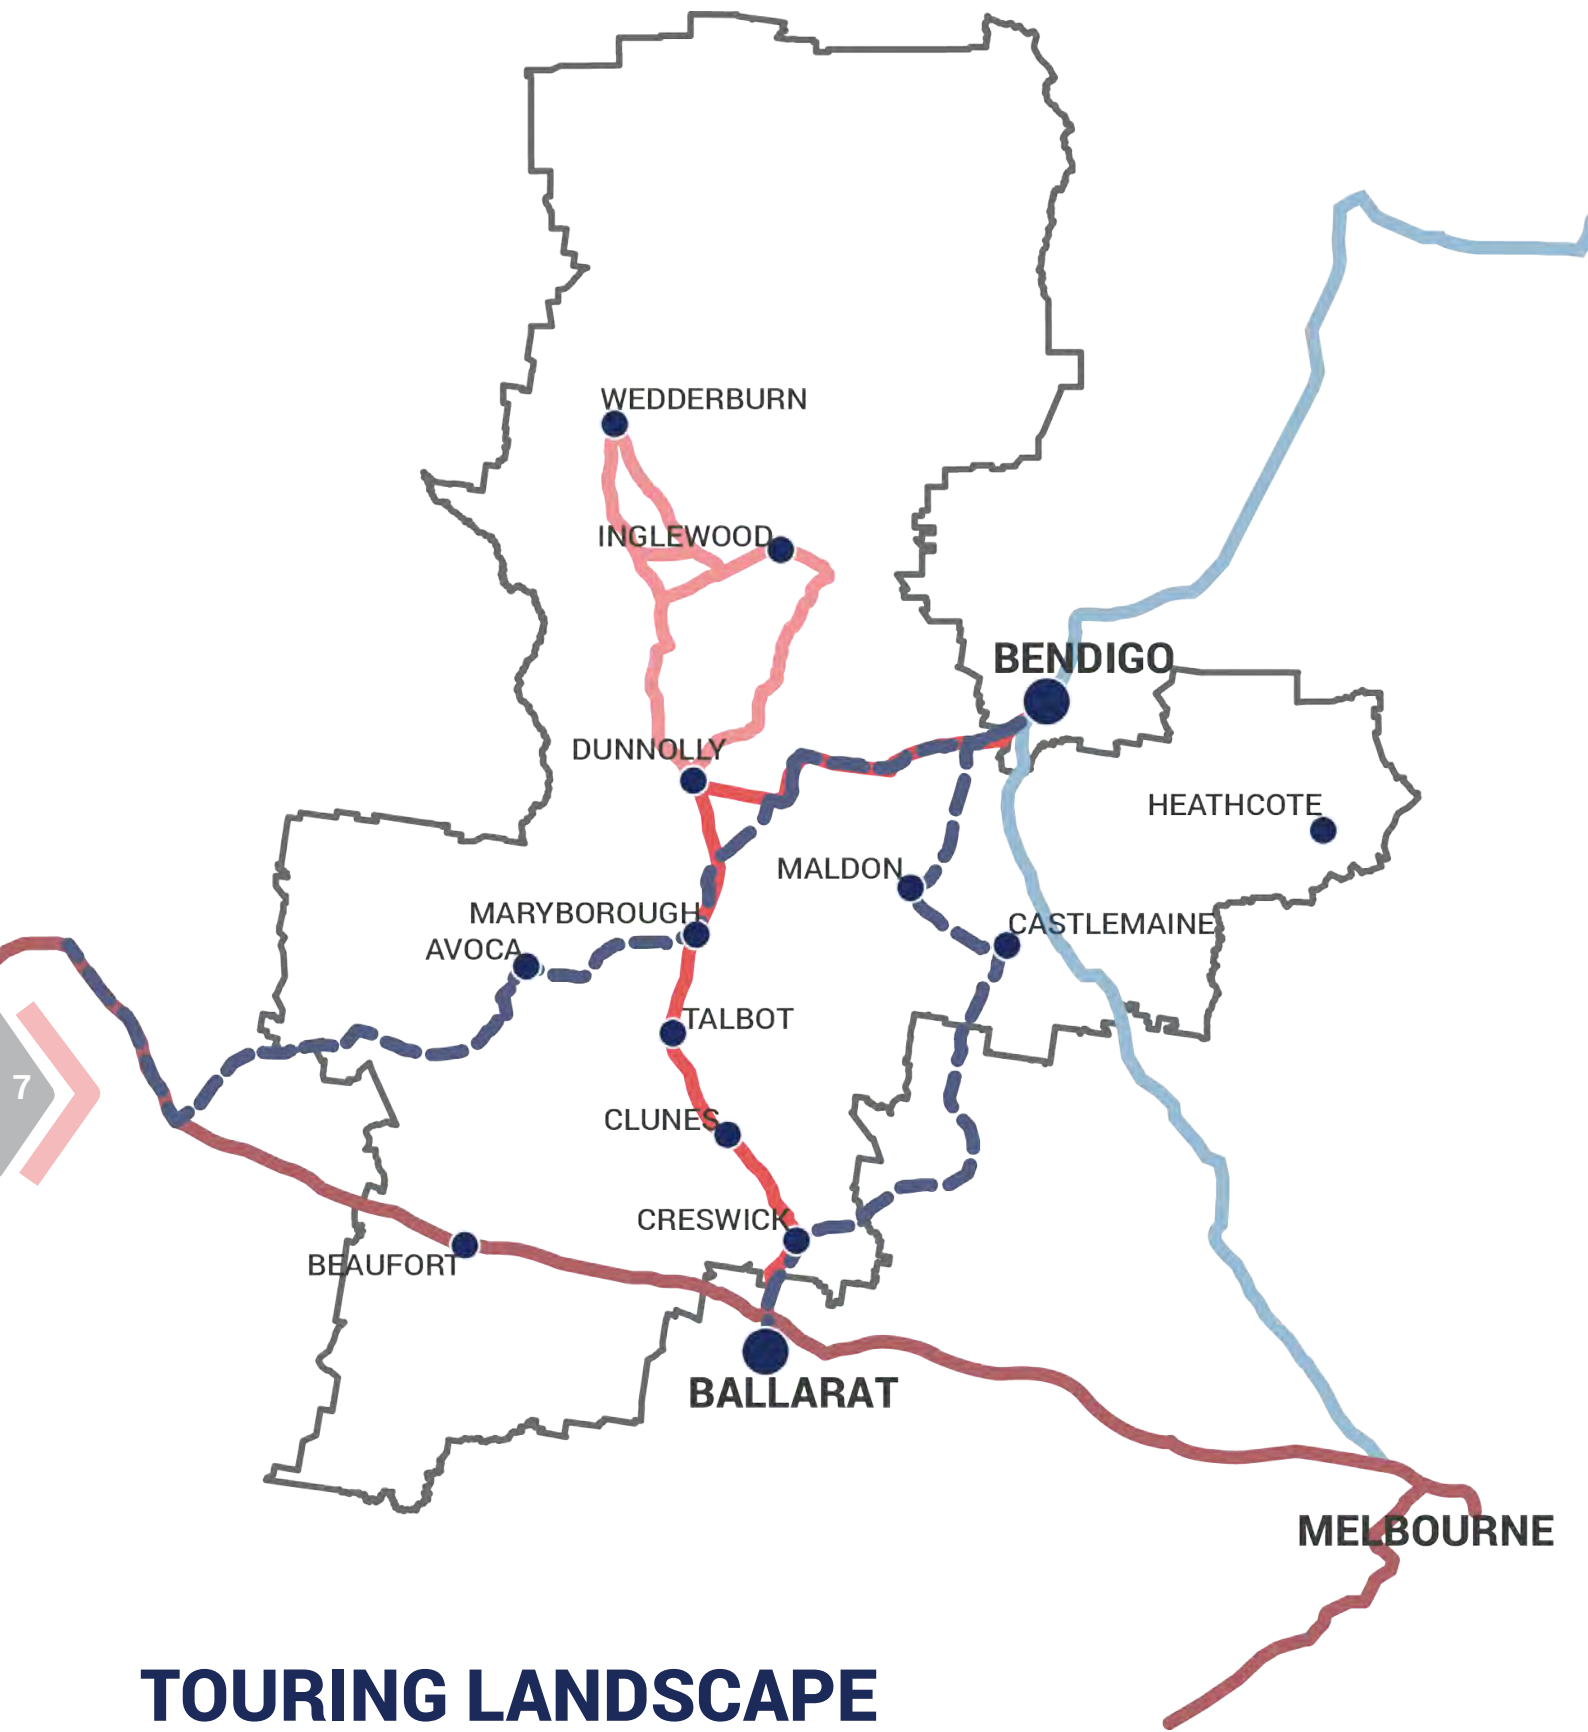 WEDDERBURN
INGLEWOOD
BENDIGO
DUNNOLLY
HEATHCOTE
MALDON
MARYBOROUGH
CASTLEMAINE
AVOCA
TALBOT
7
CLUNES
CRESWICK
BEAUFORT
BALLARAT
MELBOURNE
TOURING LANDSCAPE